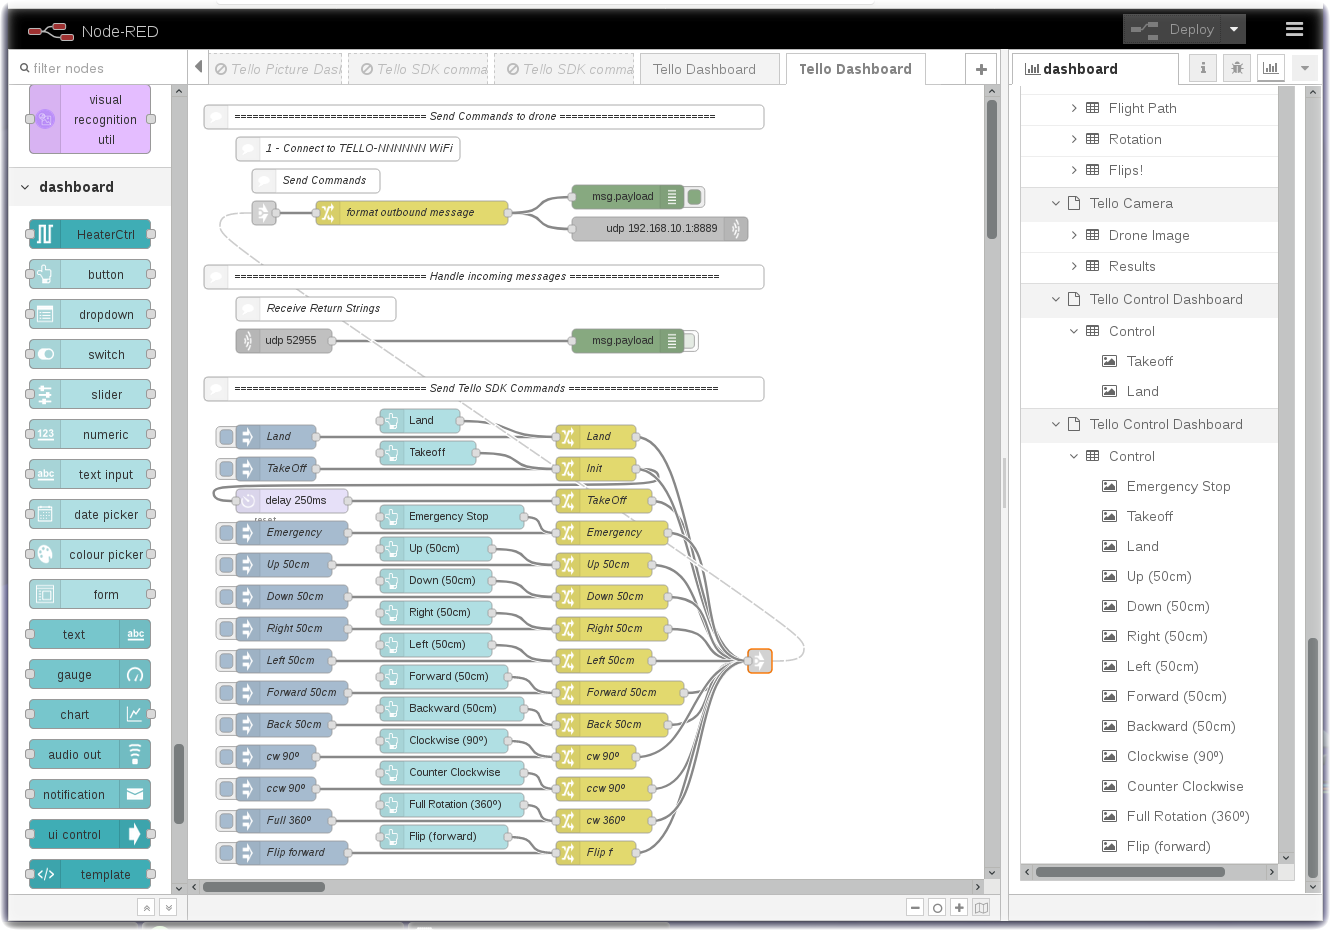 Node-RED
Deploy
filter nodes
Tello Picture Das
Tello SDK comma
Tello SDK comma
Tello Dashboard
Tello Dashboard
dashboard
visual
recognition
util
dashboard
HeaterCtrl
button
dropdown
switch
slider
123
numeric
abc
text input
date picker
colour picker
form
text
abc
gauge
chart
audio out
notification
ui control
</>
template
================================ Send Commands to drone ==========================
1 - Connect to TELLO-NNNNNN WiFi
Send Commands
format outbound message
msg.payload
udp 192.168.10.1:8889
================================ Handle incoming messages =========================
Receive Return Strings
udp 52955
msg.payload
================================ Send Tello SDK Commands =========================
Land
Land
Land
Takeoff
TakeOff
Init
delay 250ms
TakeOff
reset
Emergency Stop
Emergency
Emergency
Up (50cm)
Up 50cm
Up 50cm
Down (50cm)
Down 50cm
Down 50cm
Right (50cm)
Right 50cm
Right 50cm
Left (50cm)
Left 50cm
Left 50cm
Forward (50cm)
Forward 50cm
Forward 50cm
Backward (50cm)
Back 50cm
Back 50cm
Clockwise (90º)
cw 90º
cw 90º
Counter Clockwise
ccw 90º
ccw 90º
Full Rotation (360º)
Full 360º
cw 360º
Flip (forward)
Flip forward
Flip f
Flight Path
Rotation
Flips!
Tello Camera
Drone Image
Results
Tello Control Dashboard
Control
Takeoff
Land
Tello Control Dashboard
Control
Emergency Stop
Takeoff
Land
Up (50cm)
Down (50cm)
Right (50cm)
Left (50cm)
Forward (50cm)
Backward (50cm)
Clockwise (90º)
Counter Clockwise
Full Rotation (360º)
Flip (forward)